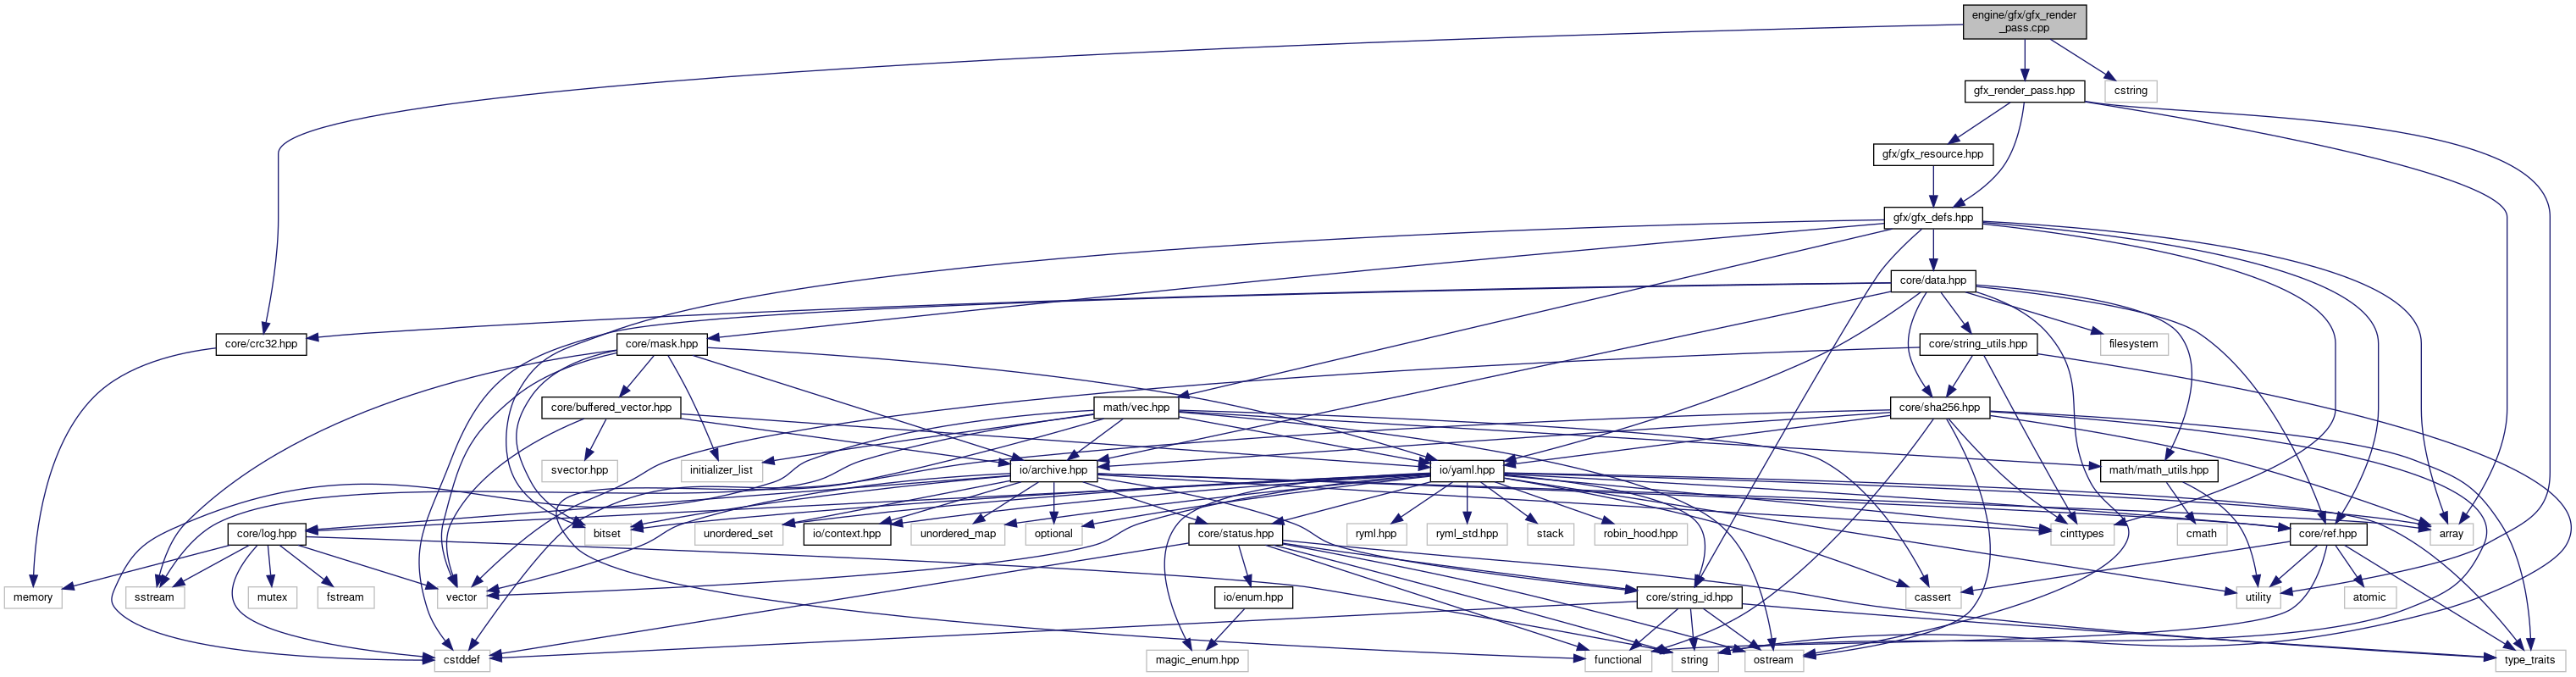 engine/gfx/gfx_render
_pass.cpp
gfx_render_pass.hpp
cstring
gfx/gfx_resource.hpp
gfx/gfx_defs.hpp
core/data.hpp
core/crc32.hpp
core/mask.hpp
core/string_utils.hpp
filesystem
core/buffered_vector.hpp
math/vec.hpp
core/sha256.hpp
svector.hpp
initializer_list
io/archive.hpp
io/yaml.hpp
math/math_utils.hpp
core/log.hpp
bitset
unordered_set
io/context.hpp
unordered_map
optional
core/status.hpp
ryml.hpp
ryml_std.hpp
stack
robin_hood.hpp
cinttypes
core/ref.hpp
cmath
array
memory
sstream
mutex
fstream
vector
io/enum.hpp
core/string_id.hpp
cassert
utility
atomic
cstddef
magic_enum.hpp
functional
string
ostream
type_traits